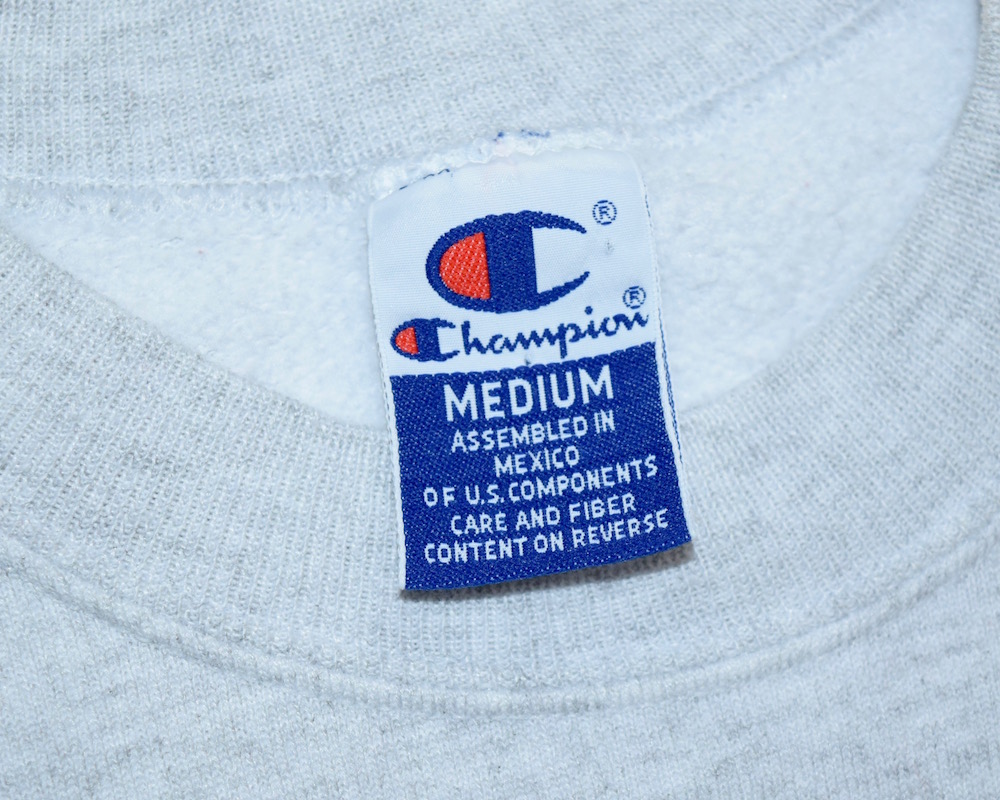 ®
Champion®
MEDIUM
ASSEMBLED IN
MEXICO
OF U.S. COMPONENTS
CARE AND FIBER
CONTENT ON REVERSE